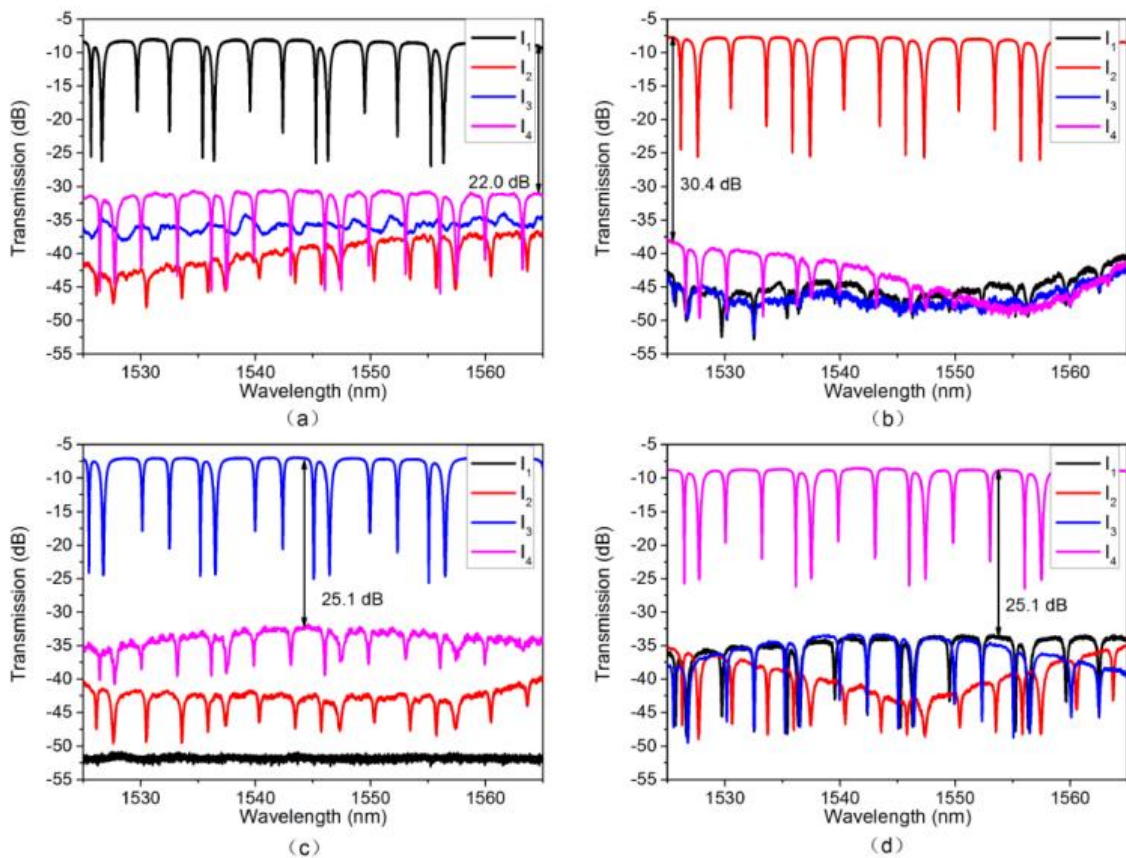 -5
-10
-15
-20
-25
-30
-35
-40
-45
-50
-55
Transmission (dB)
I1
I2
I3
I4
22.0 dB
1530 1540 1550 1560
Wavelength (nm)
（a）
-5
-10
-15
-20
-25
-30
-35
-40
-45
-50
-55
Transmission (dB)
I1
I2
I3
I4
30.4 dB
1530 1540 1550 1560
Wavelength (nm)
（b）
-5
-10
-15
-20
-25
-30
-35
-40
-45
-50
-55
Transmission (dB)
I1
I2
I3
I4
25.1 dB
1530 1540 1550 1560
Wavelength (nm)
（c）
-5
-10
-15
-20
-25
-30
-35
-40
-45
-50
-55
Transmission (dB)
I1
I2
I3
I4
25.1 dB
1530 1540 1550 1560
Wavelength (nm)
（d）